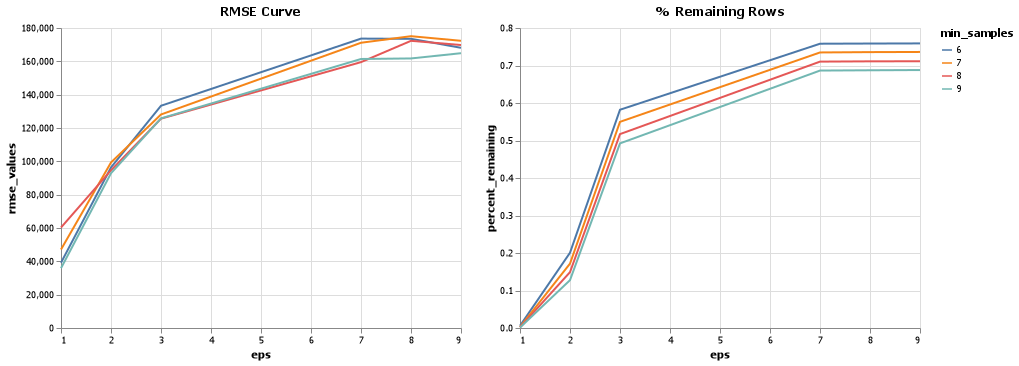 RMSE Curve
180,000
160,000
140,000
120,000
100,000
80,000
60,000
40,000
20,000
0
rmse_values
1 2 3 4 5 6 7 8 9
eps
% Remaining Rows
0.8
0.7
0.6
0.5
0.4
0.3
0.2
0.1
0.0
percent_remaining
1 2 3 4 5 6 7 8 9
eps
min_samples
6
7
8
9